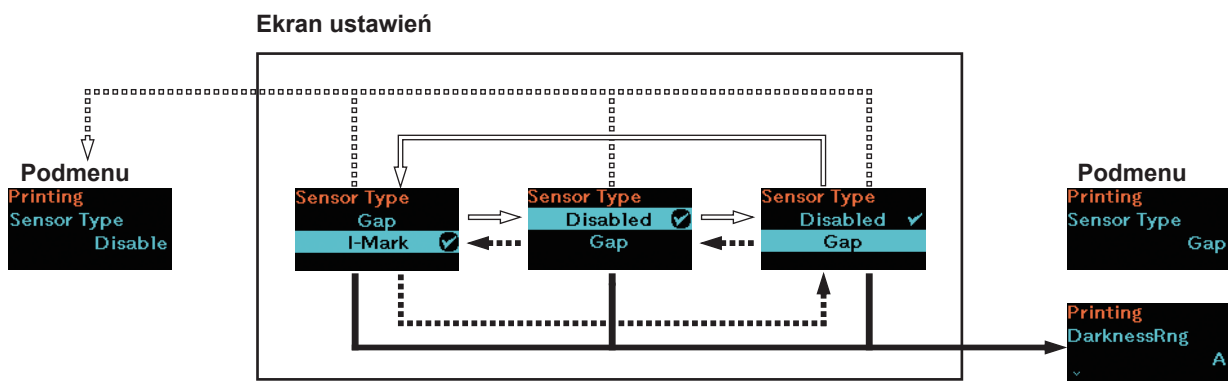 Ekran ustawień
Podmenu
Printing
Sensor Type
Disable
Sensor Type
Gap
I-Mark
Sensor Type
Disabled
Gap
Sensor Type
Disabled
Gap
Podmenu
Printing
Sensor Type
Gap
Printing
DarknessRng
A